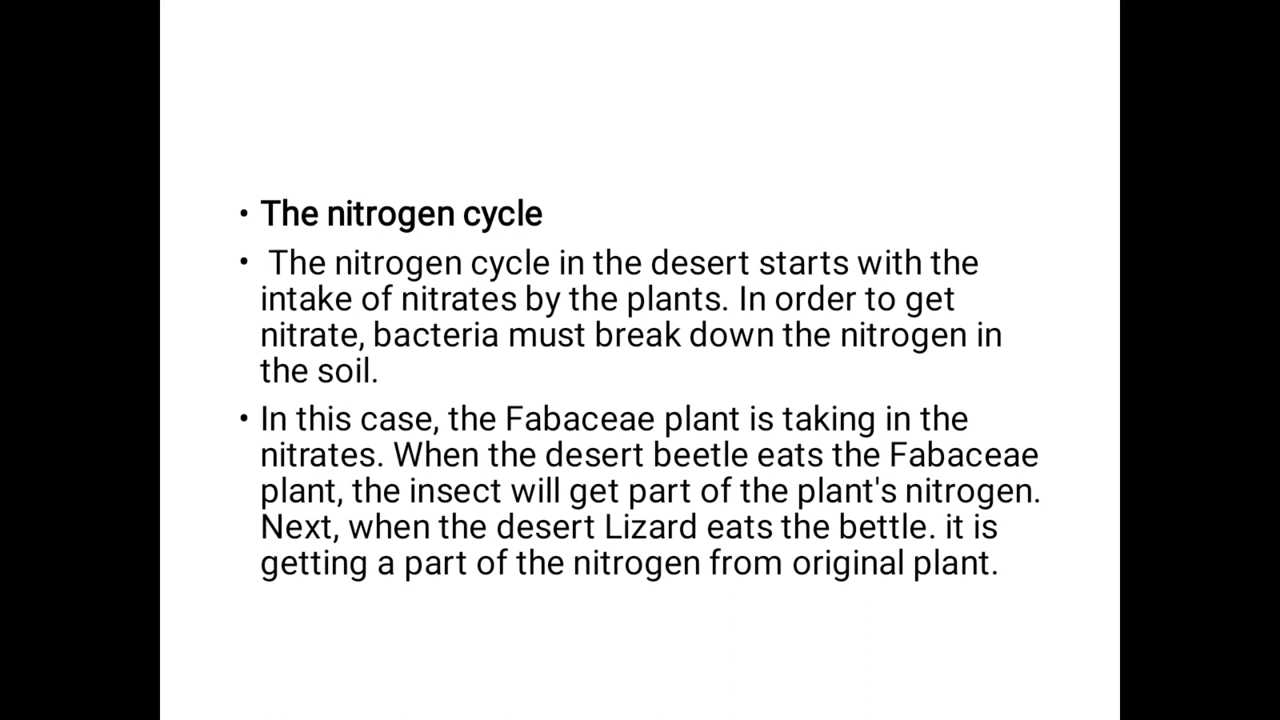 • The nitrogen cycle
• The nitrogen cycle in the desert starts with the
intake of nitrates by the plants. In order to get
nitrate, bacteria must break down the nitrogen in
the soil.
• In this case, the Fabaceae plant is taking in the
nitrates. When the desert beetle eats the Fabaceae
plant, the insect will get part of the plant's nitrogen.
Next, when the desert Lizard eats the bettle. it is
getting a part of the nitrogen from original plant.